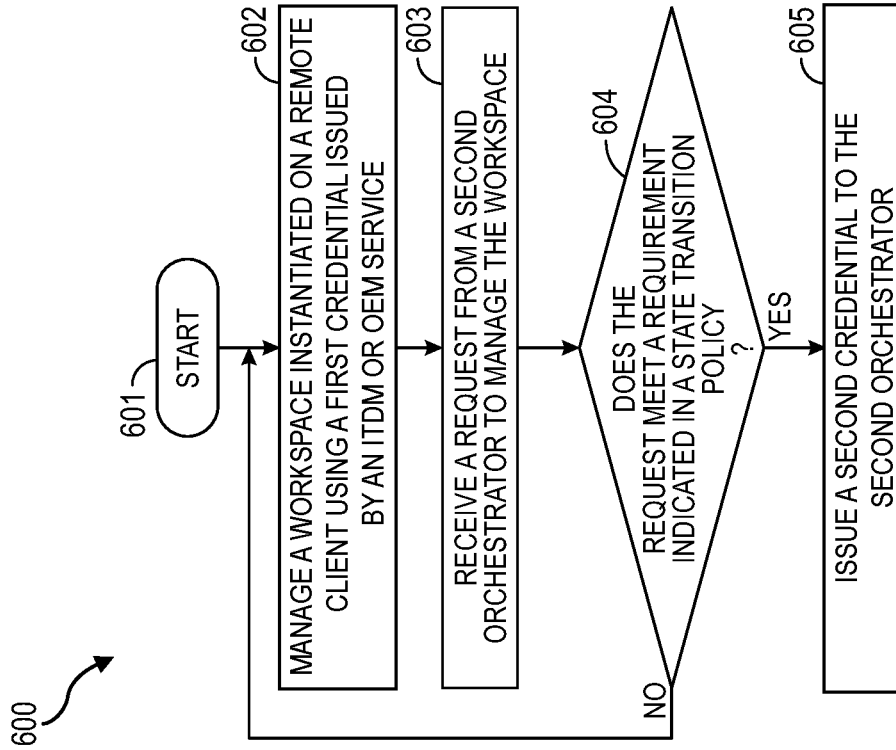 600
601
START
602
MANAGE A WORKSPACE INSTANTIATED ON A REMOTE
CLIENT USING A FIRST CREDENTIAL ISSUED
BY AN ITDM OR OEM SERVICE
603
RECEIVE A REQUEST FROM A SECOND
ORCHESTRATOR TO MANAGE THE WORKSPACE
604
DOES THE
REQUEST MEET A REQUIREMENT
INDICATED IN A STATE TRANSITION
POLICY
?
NO
YES
605
ISSUE A SECOND CREDENTIAL TO THE
SECOND ORCHESTRATOR